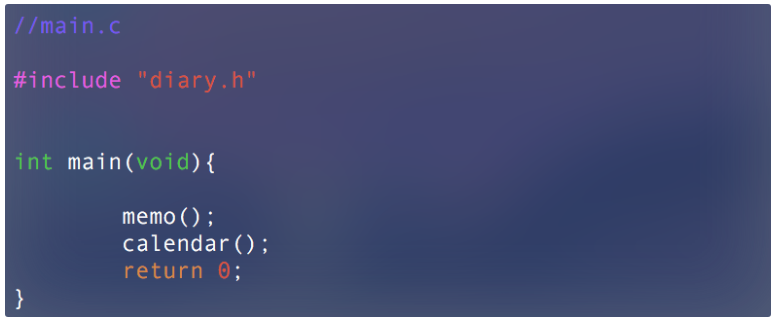 //main.c
#include "diary.h"
int main(void){
memo();
calendar();
return 0;
}